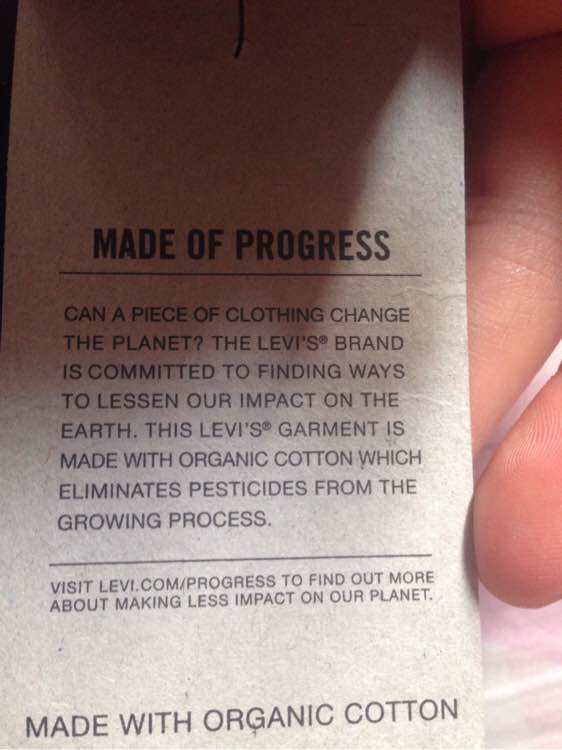 MADE OF PROGRESS
CAN A PIECE OF CLOTHING CHANGE
THE PLANET? THE LEVI'S® BRAND
IS COMMITTED TO FINDING WAYS
TO LESSEN OUR IMPACT ON THE
EARTH. THIS LEVI'S® GARMENT IS
MADE WITH ORGANIC COTTON WHICH
ELIMINATES PESTICIDES FROM THE
GROWING PROCESS.
VISIT LEVI.COM/PROGRESS TO FIND OUT MORE
ABOUT MAKING LESS IMPACT ON OUR PLANET.
MADE WITH ORGANIC COTTON